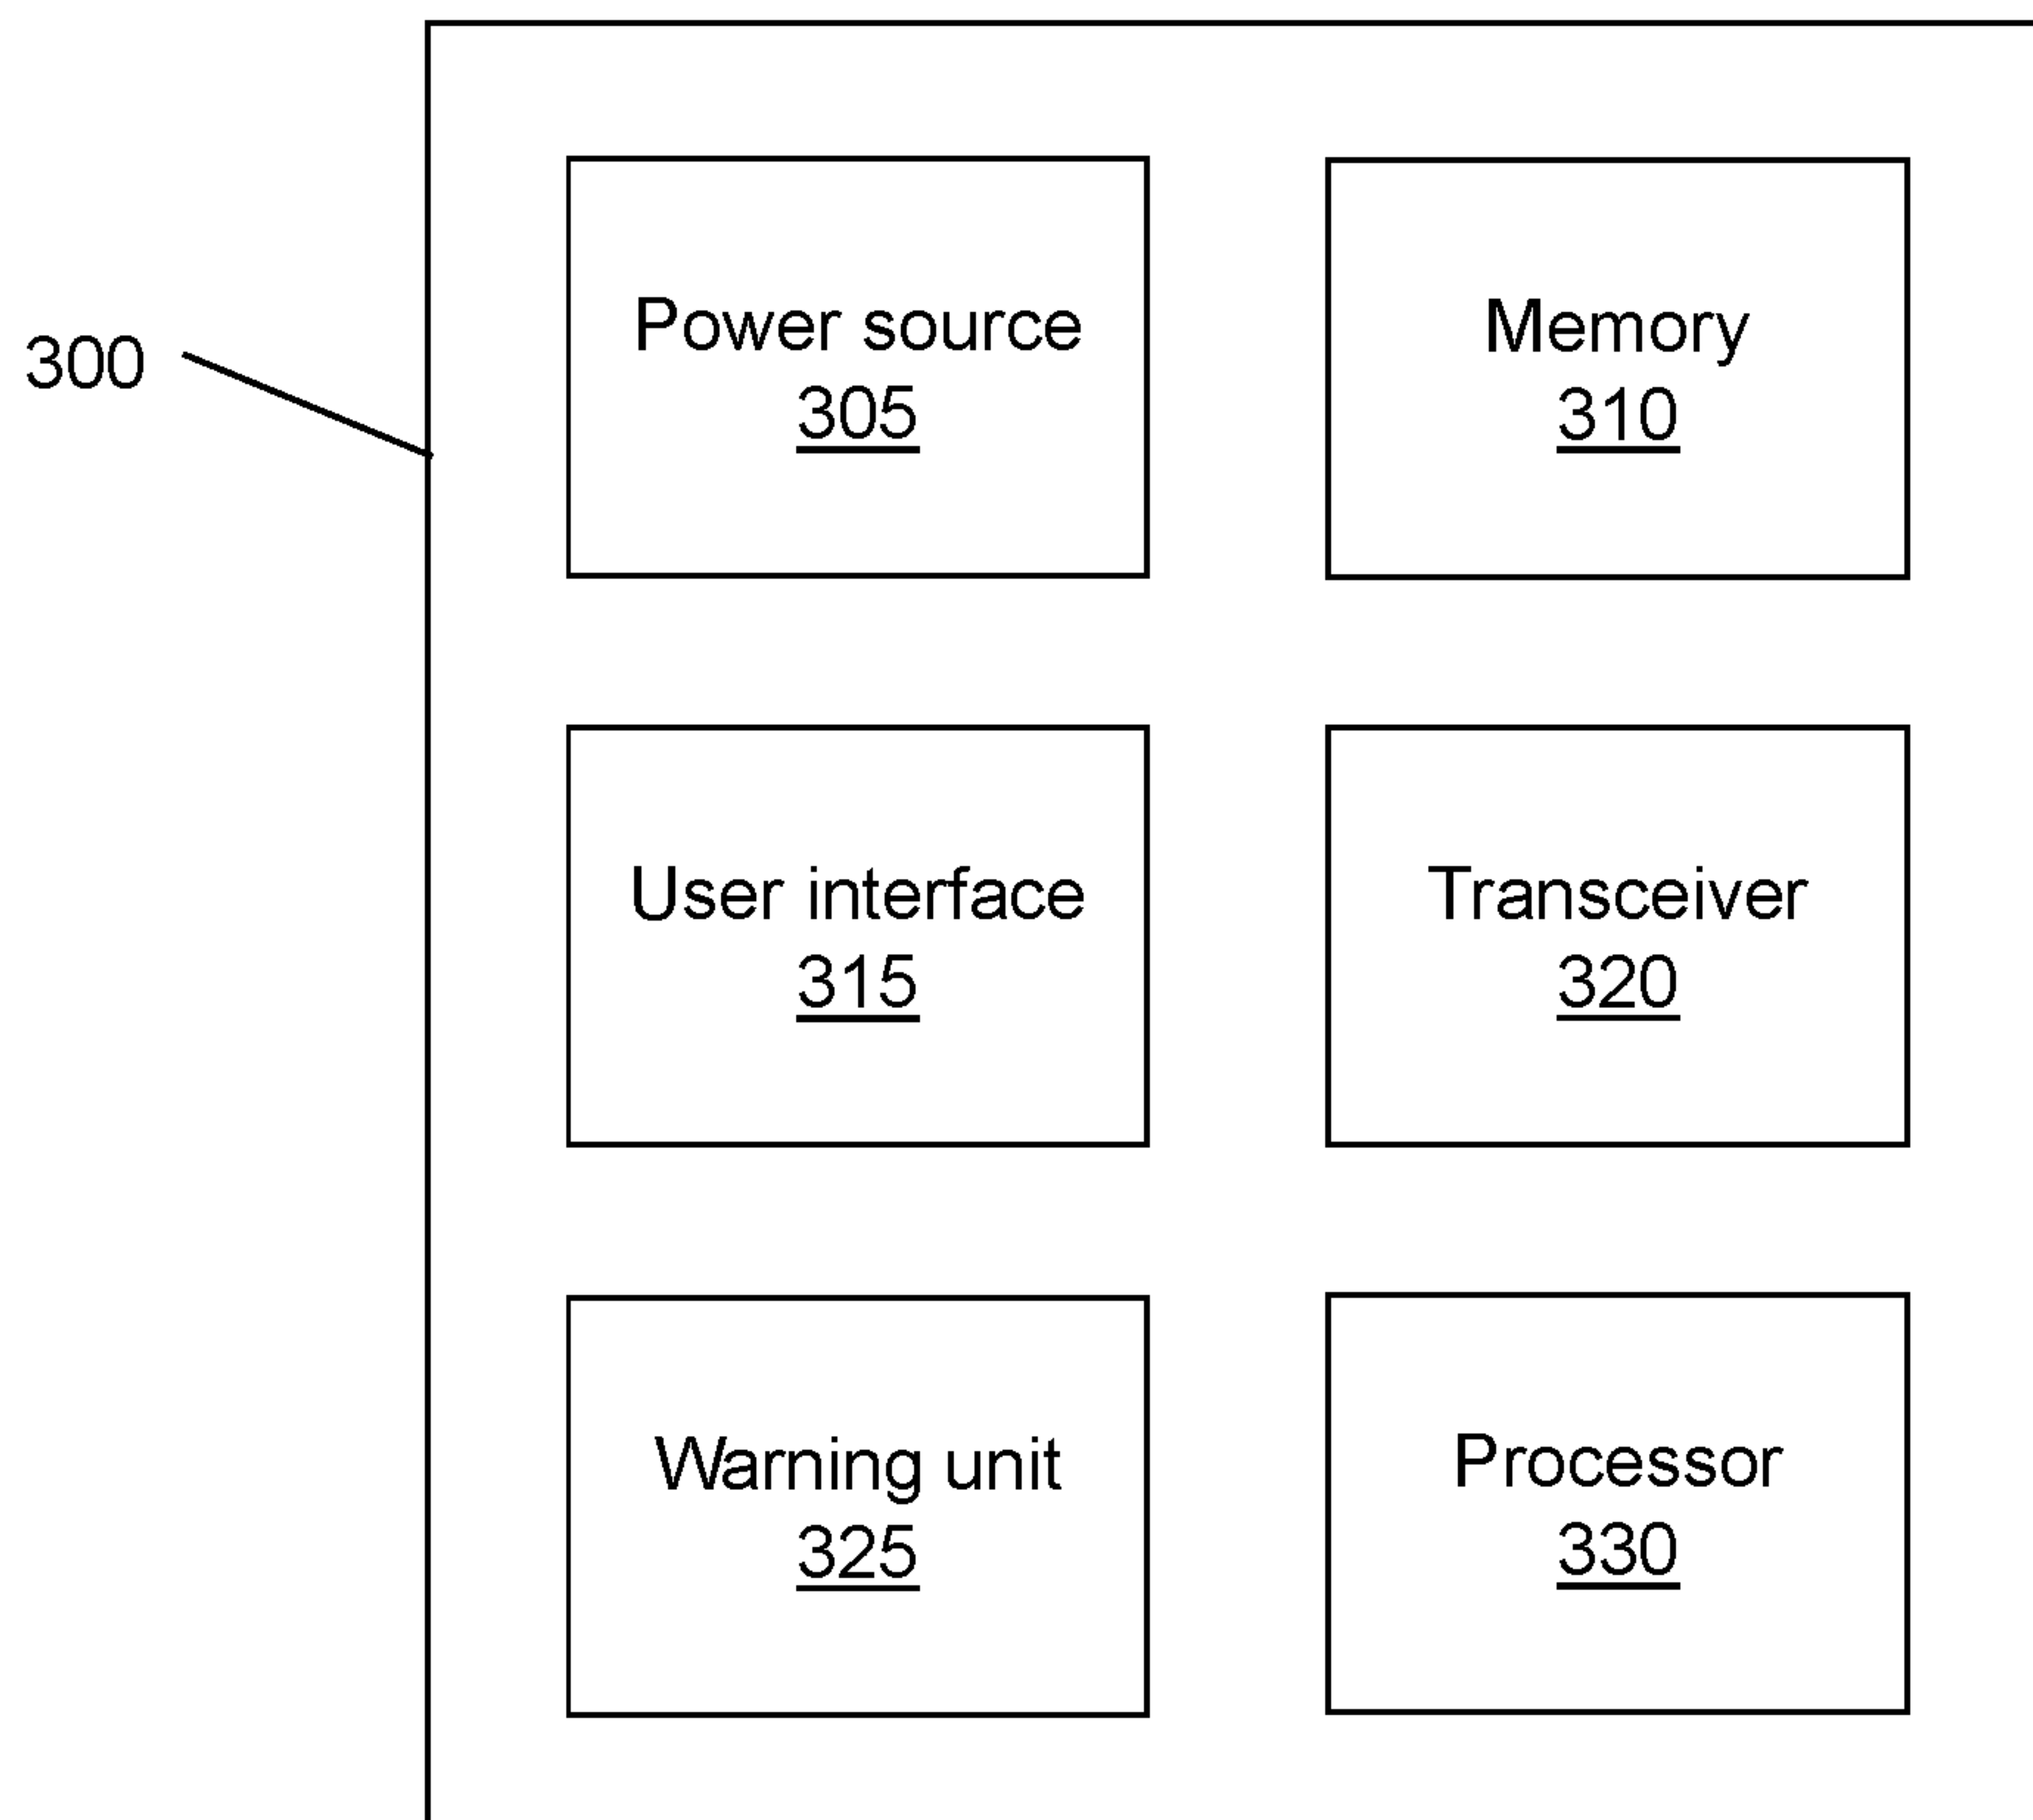 Power source
305
Memory
310
300
User interface
315
Transceiver
320
Warning unit
325
Processor
330